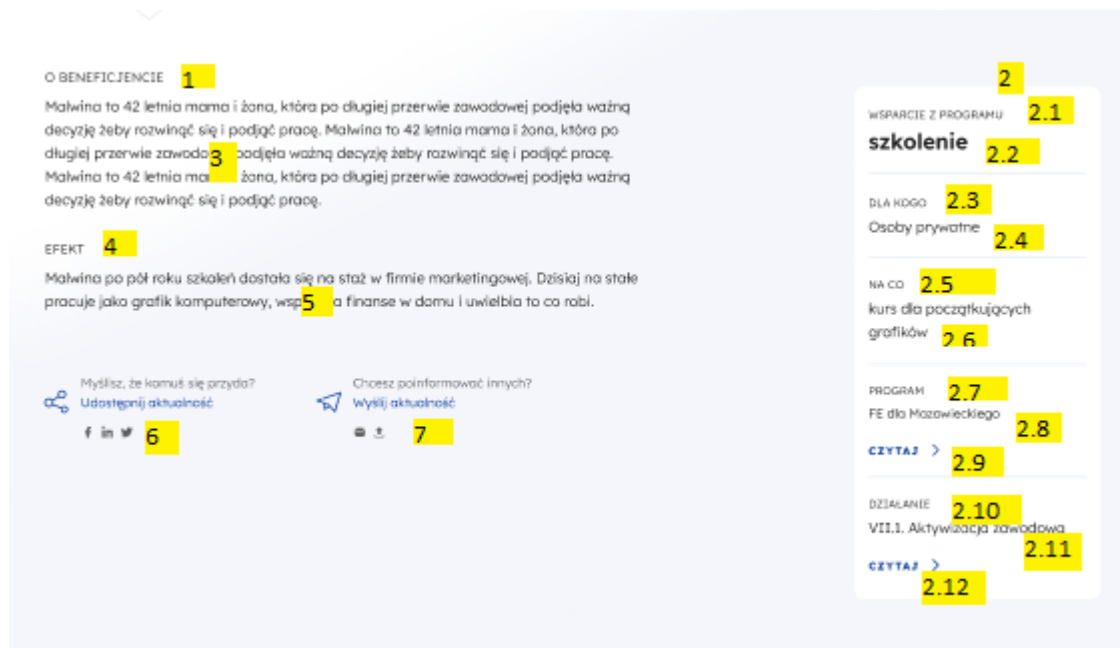 O BENEFICJENCIE 1
Malwina to 42 letnia mama i żona, która po długiej przerwie zawodowej podjęła ważną
decyzję żeby rozwinąć się i podjąć pracę. Malwina to 42 letnia mama i żona, która po
długiej przerwie 3 podjęła ważną decyzję żeby rozwinąć się i podjąć pracę.
Malwina to 42 letnia żona, która po długiej przerwie zawodowej podjęła ważną
decyzję żeby rozwinąć się i podjąć pracę.
EFEKT 4
Malwina po pół roku szkoleń dostała się na staż w firmie marketingowej. Dzisiaj na stałe
pracuje jako grafik komputerowy, 5 finanse w domu i uwielbia to co robi.
Myślisz, że komuś się przyda?
Udostępnij aktualność
f in 6
Chcesz poinformować innych?
Wyślij aktualność
7
2
WSPARCIE Z PROGRAMU 2.1
szkolenie 2.2
DLA KOGO 2.3
Osoby prywatne 2.4
NA CO 2.5
kurs dla początkujących
grafików 2.6
PROGRAM 2.7
FE dla Mazowieckiego 2.8
CZYTAJ 2.9
DZIAŁANIE 2.10
VII.1. Aktywizacja zawodowa 2.11
CZYTAJ
2.12